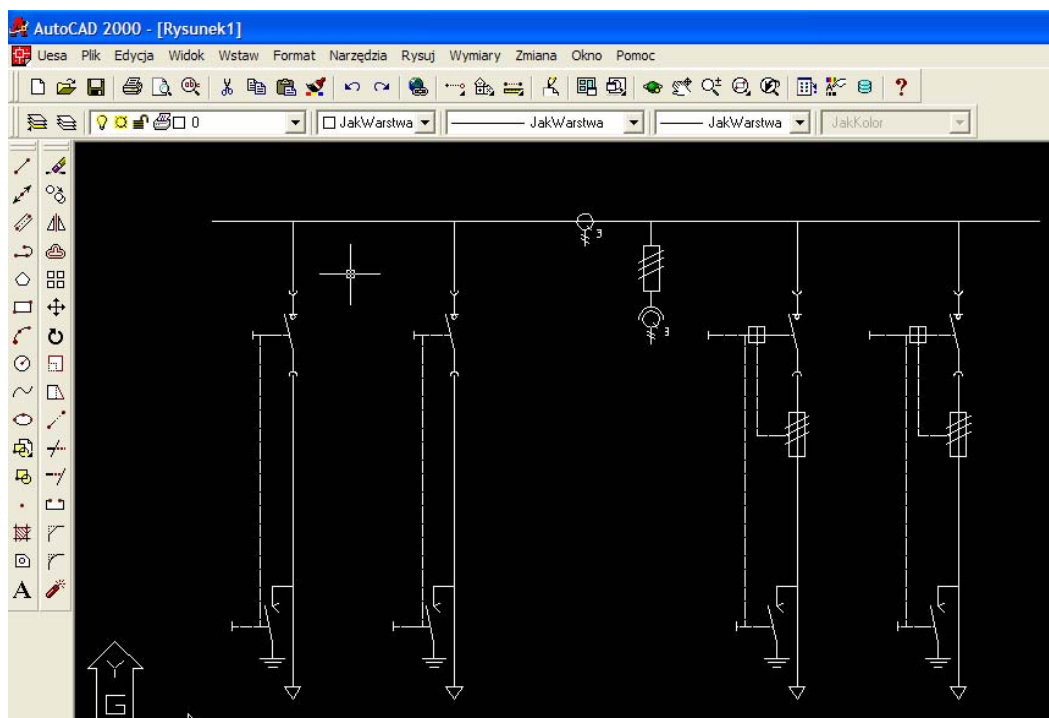 AutoCAD 2000 - [Rysunek1]
Uesa Plik Edycja Widok Wstaw Format Narzędzia Rysuj Wymiary Zmiana Okno Pomoc
0 JakWarstwa JakWarstwa JakWarstwa JakKolor
3
3
A
Y
G